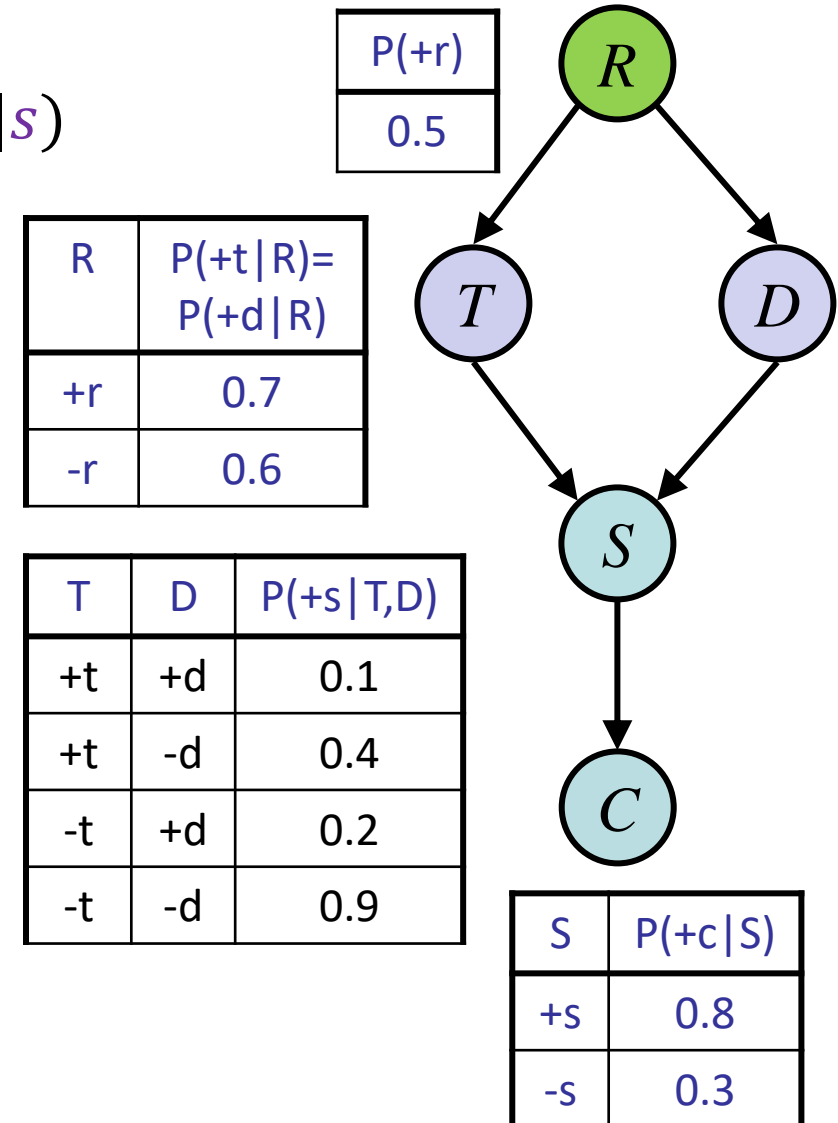 |s)
P(+r)
0.5
R
R P(+t|R)=
P(+d|R)
+r 0.7
-r 0.6
T
D
T D P(+s|T,D)
+t +d 0.1
+t -d 0.4
-t +d 0.2
-t -d 0.9
S
C
S P(+c|S)
+s 0.8
-s 0.3